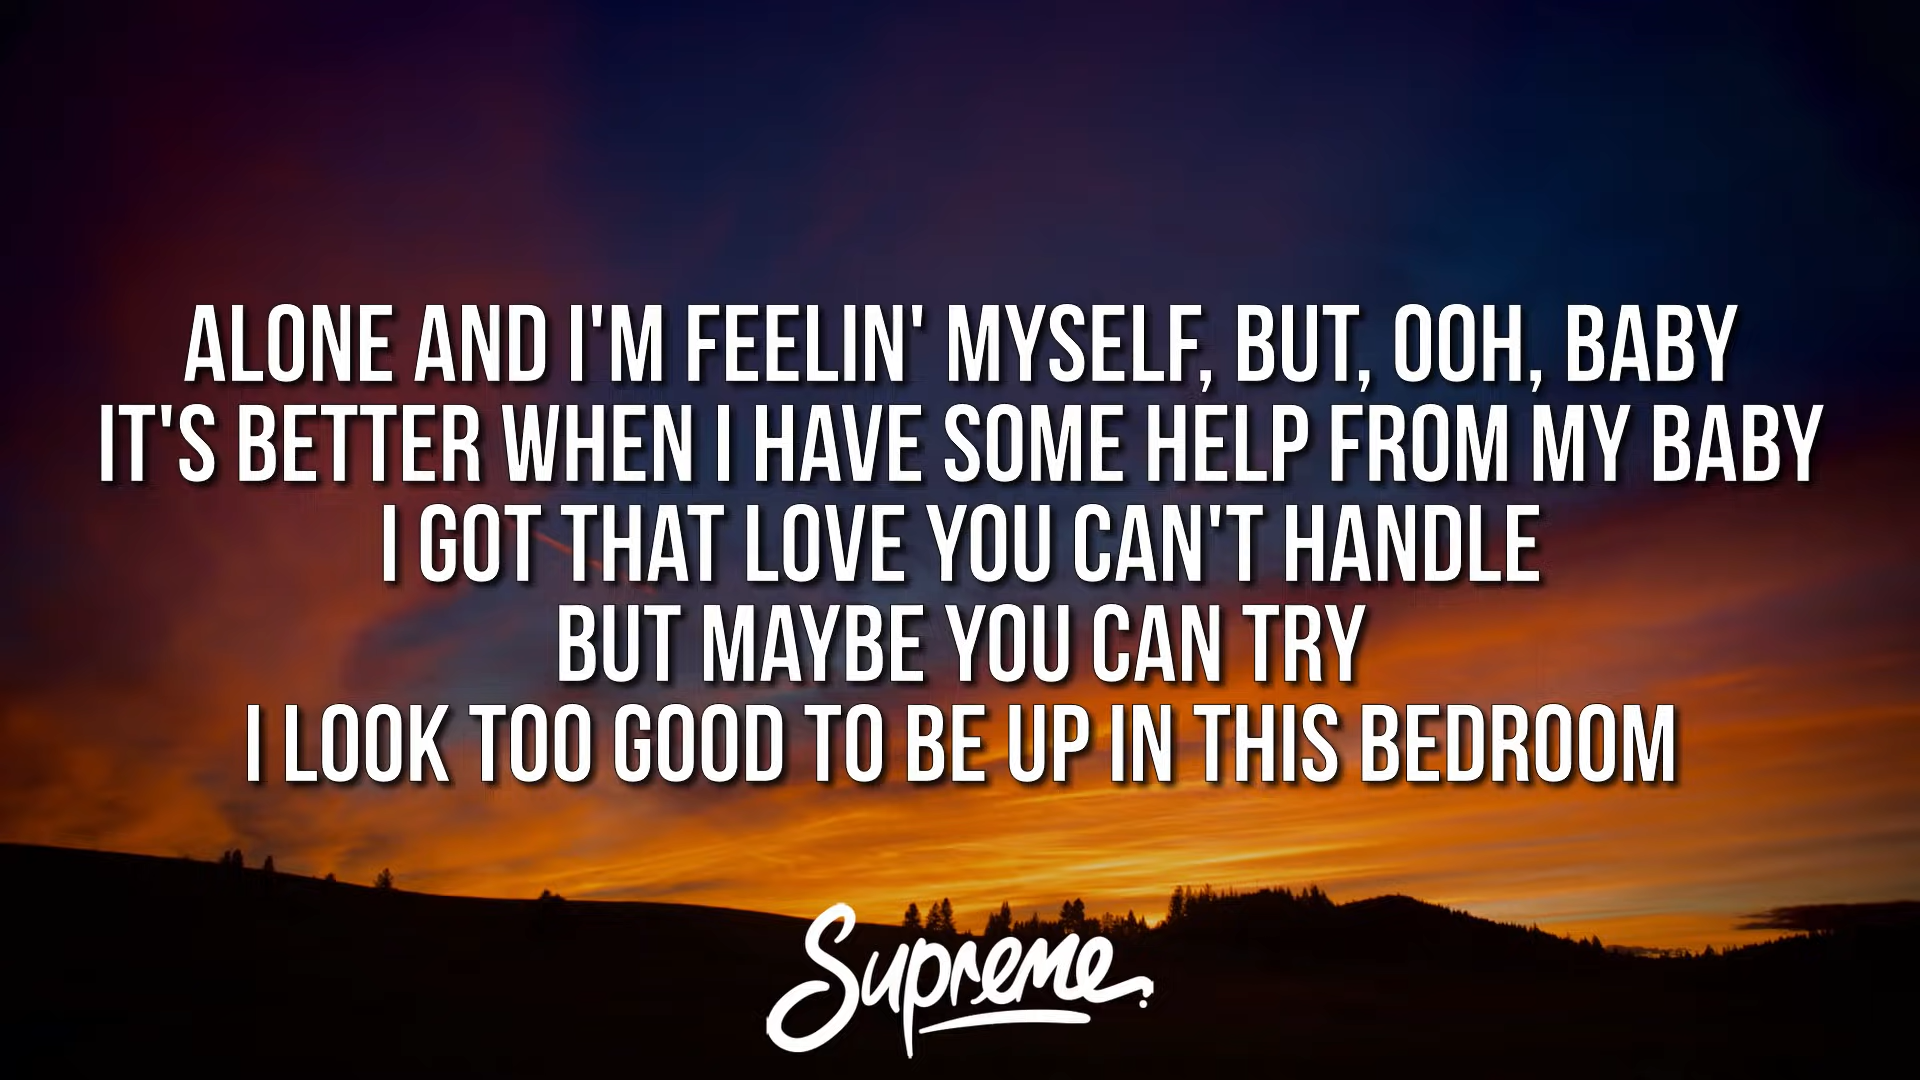 ALONE AND I'M FEELIN' MYSELF, BUT, OOH, BABY
IT'S BETTER WHEN I HAVE SOME HELP FROM MY BABY
I GOT THAT LOVE YOU CAN'T HANDLE
BUT MAYBE YOU CAN TRY
I LOOK TOO GOOD TO BE UP IN THIS BEDROOM
Supreme.